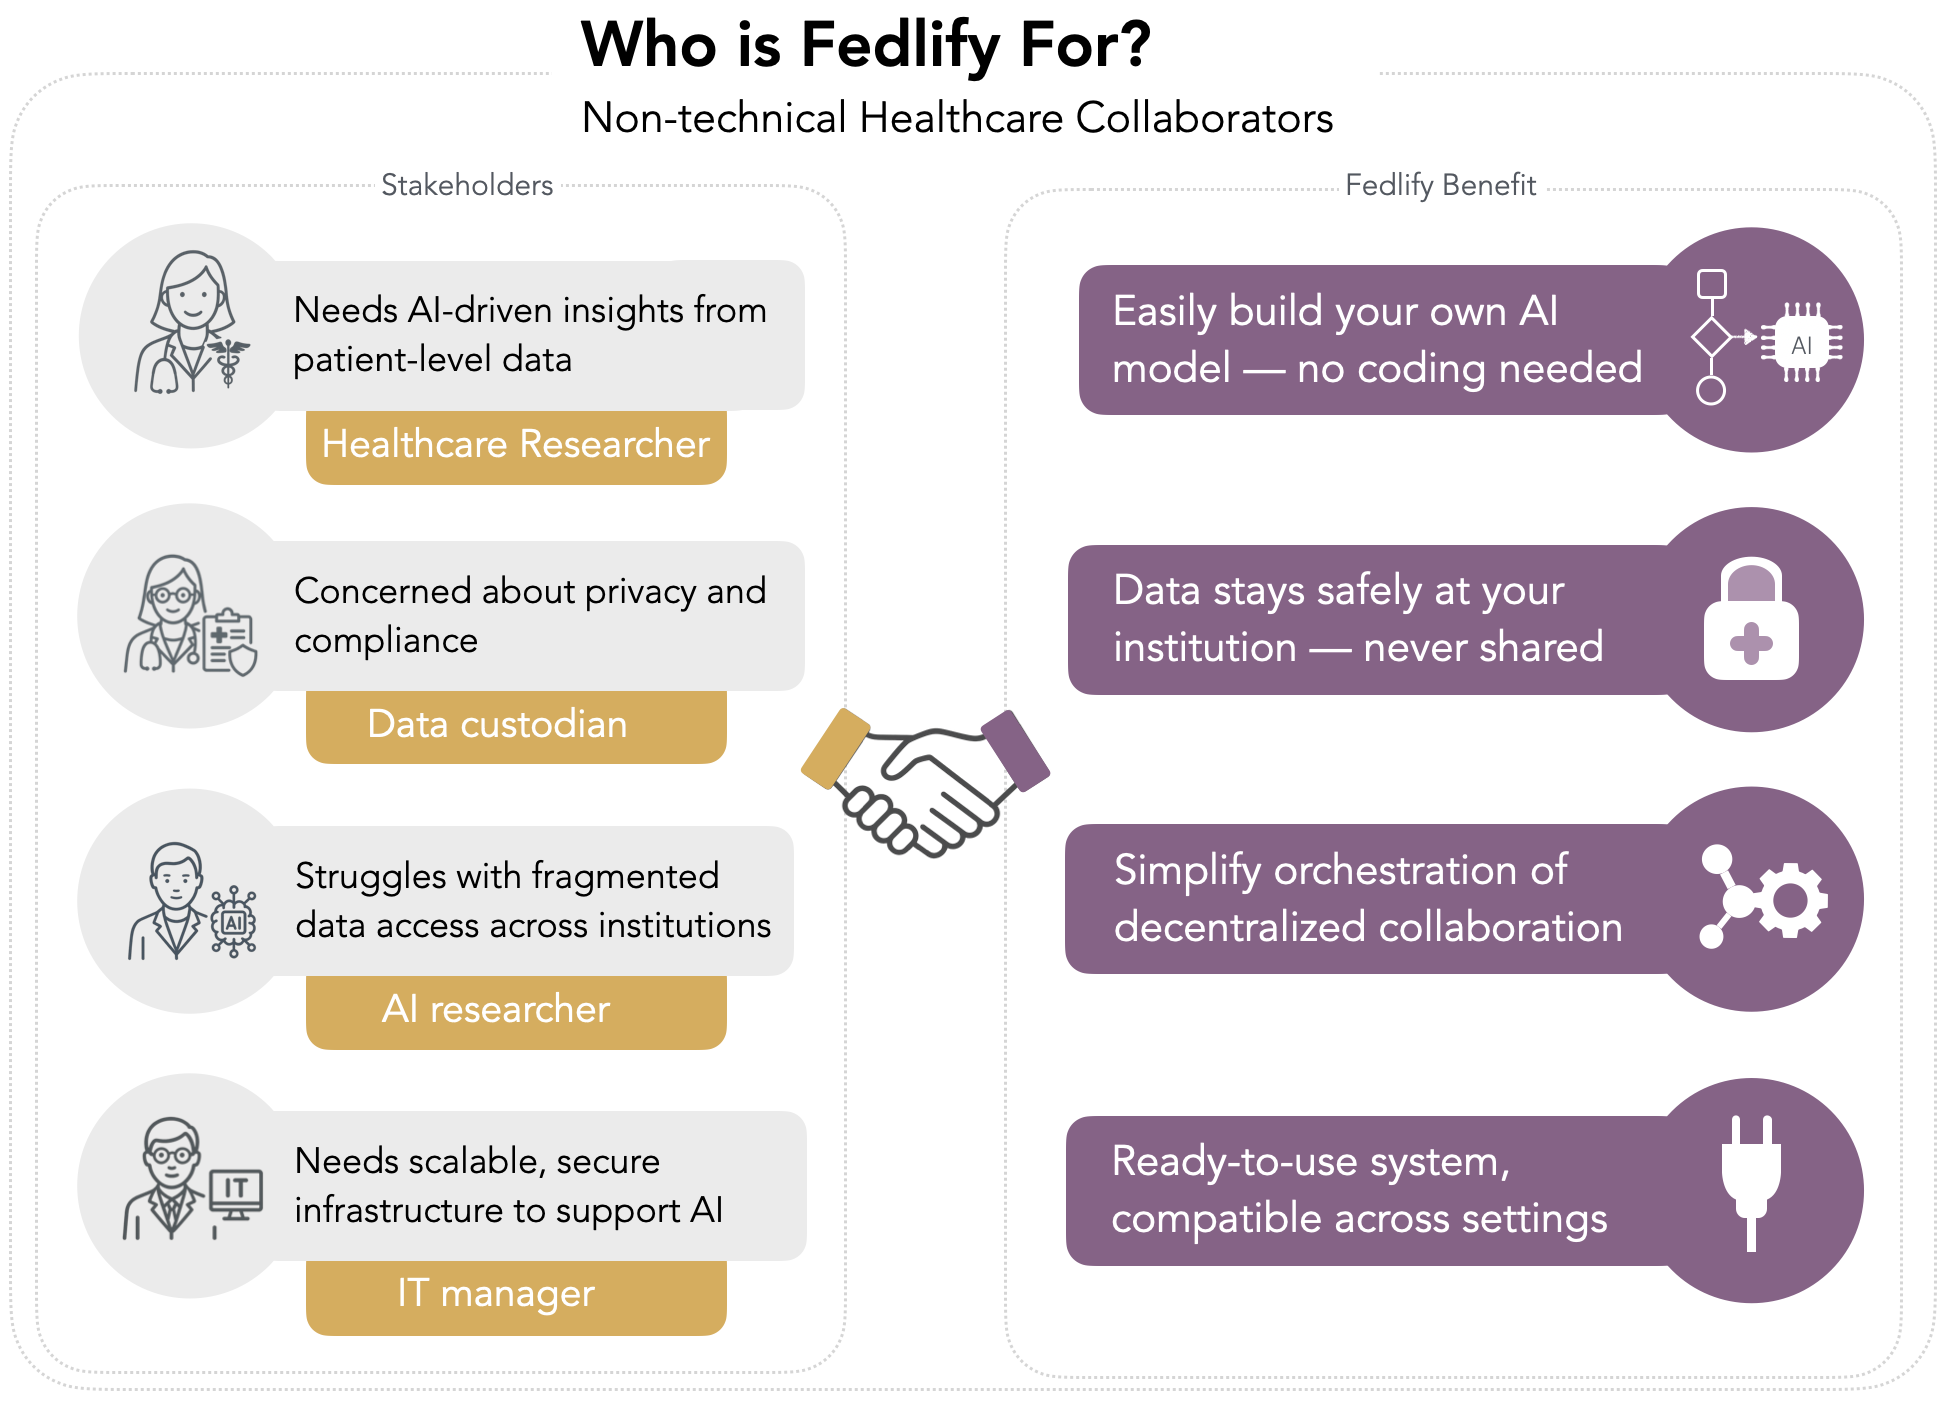 Who is Fedlify For?
Non-technical Healthcare Collaborators
Stakeholders
Needs AI-driven insights from
patient-level data
Healthcare Researcher
Concerned about privacy and
compliance
Data custodian
Struggles with fragmented
data access across institutions
AI
AI researcher
Needs scalable, secure
infrastructure to support AI
IT
IT manager
Fedlify Benefit
Easily build your own AI
model — no coding needed
AI
Data stays safely at your
institution — never shared
Simplify orchestration of
decentralized collaboration
Ready-to-use system,
compatible across settings